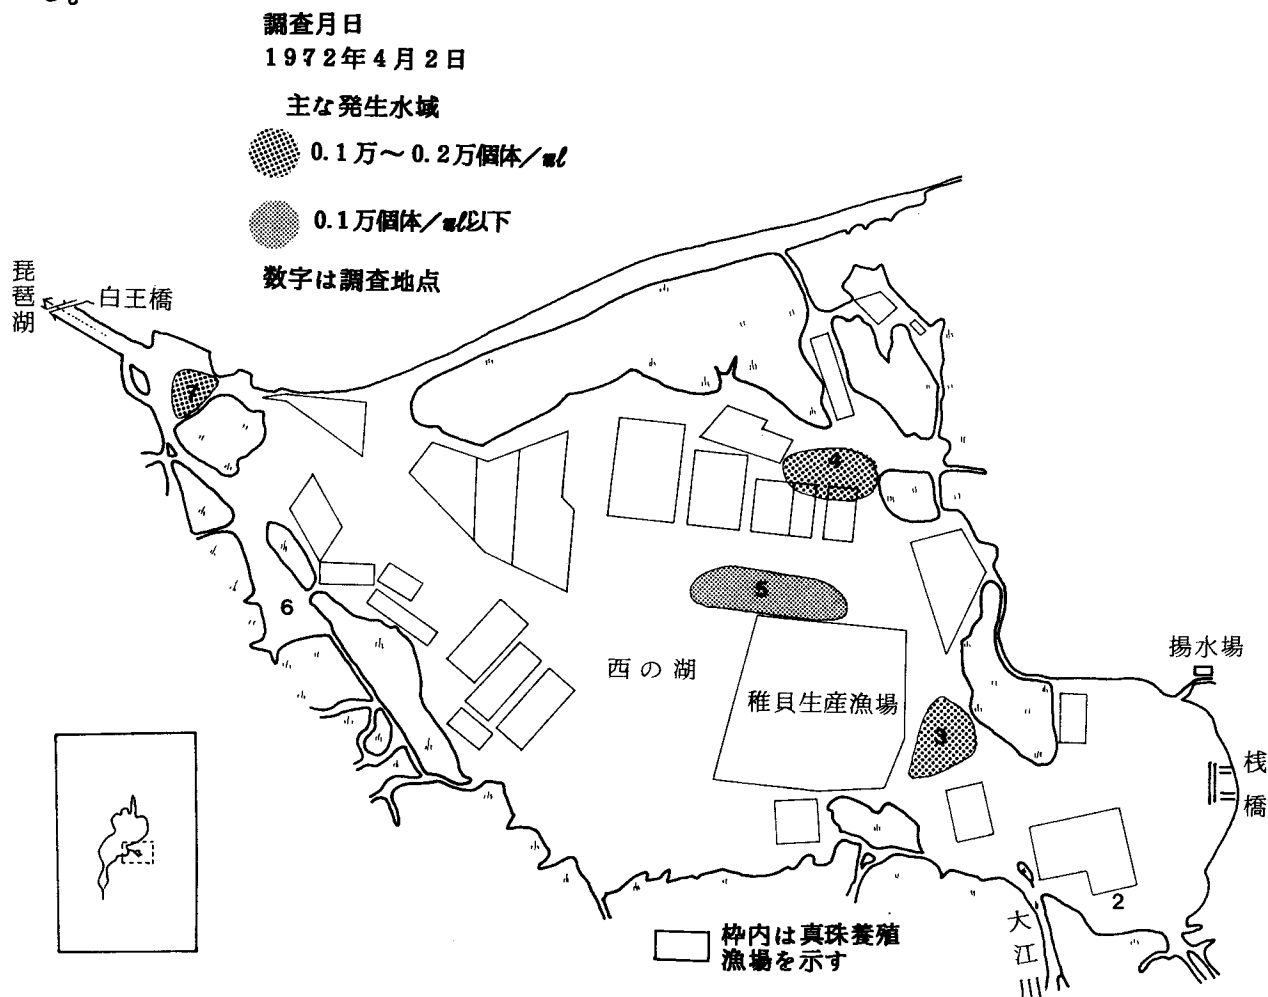 調査月日
1972年4月2日
主な発生水域
0.1万～0.2万個体／ml
0.1万個体／ml以下
数字は調査地点
琵琶湖
白王橋
7
4
5
6
西の湖
稚貝生産漁場
3
揚水場
桟橋
2
大江川
枠内は真珠養殖
漁場を示す